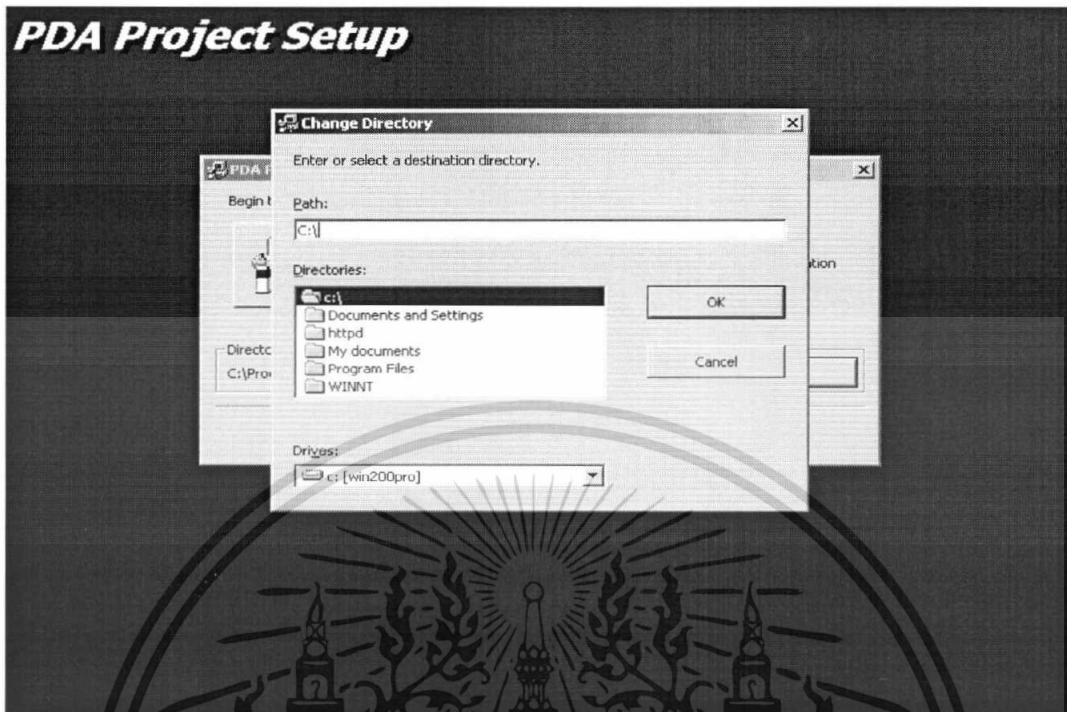 PDA Project Setup
Change Directory
Enter or select a destination directory.
Path:
C:\
Directories:
c:\
Documents and Settings
httpd
My documents
Program Files
WINNT
OK
Cancel
Drives:
c: [win200pro]
PDA
Begin
Directo
C:\Pro
ation